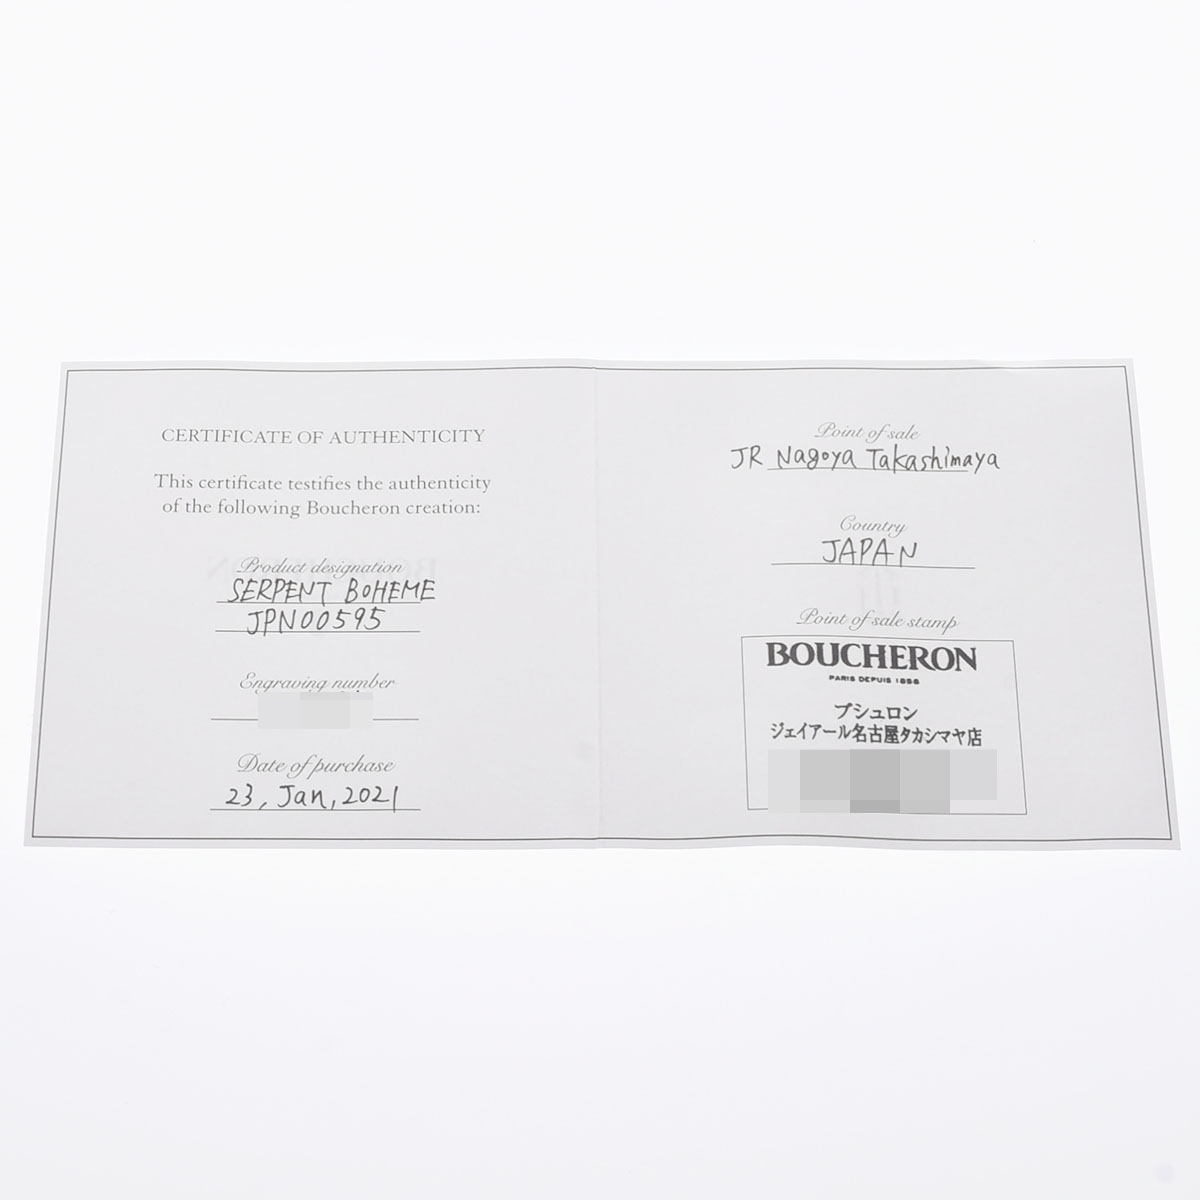 CERTIFICATE OF AUTHENTICITY
This certificate testifies the authenticity
of the following Boucheron creation:
Product designation
SERPENT BOHEME
JPN00595
Engraving number
Date of purchase
23, Jan, 2021
Point of sale
JR Nagoya Takashimaya
Country
JAPAN
Point of sale stamp
BOUCHERON
PARIS DEPUIS 1858
ブシュロン
ジェイアール名古屋タカシマヤ店